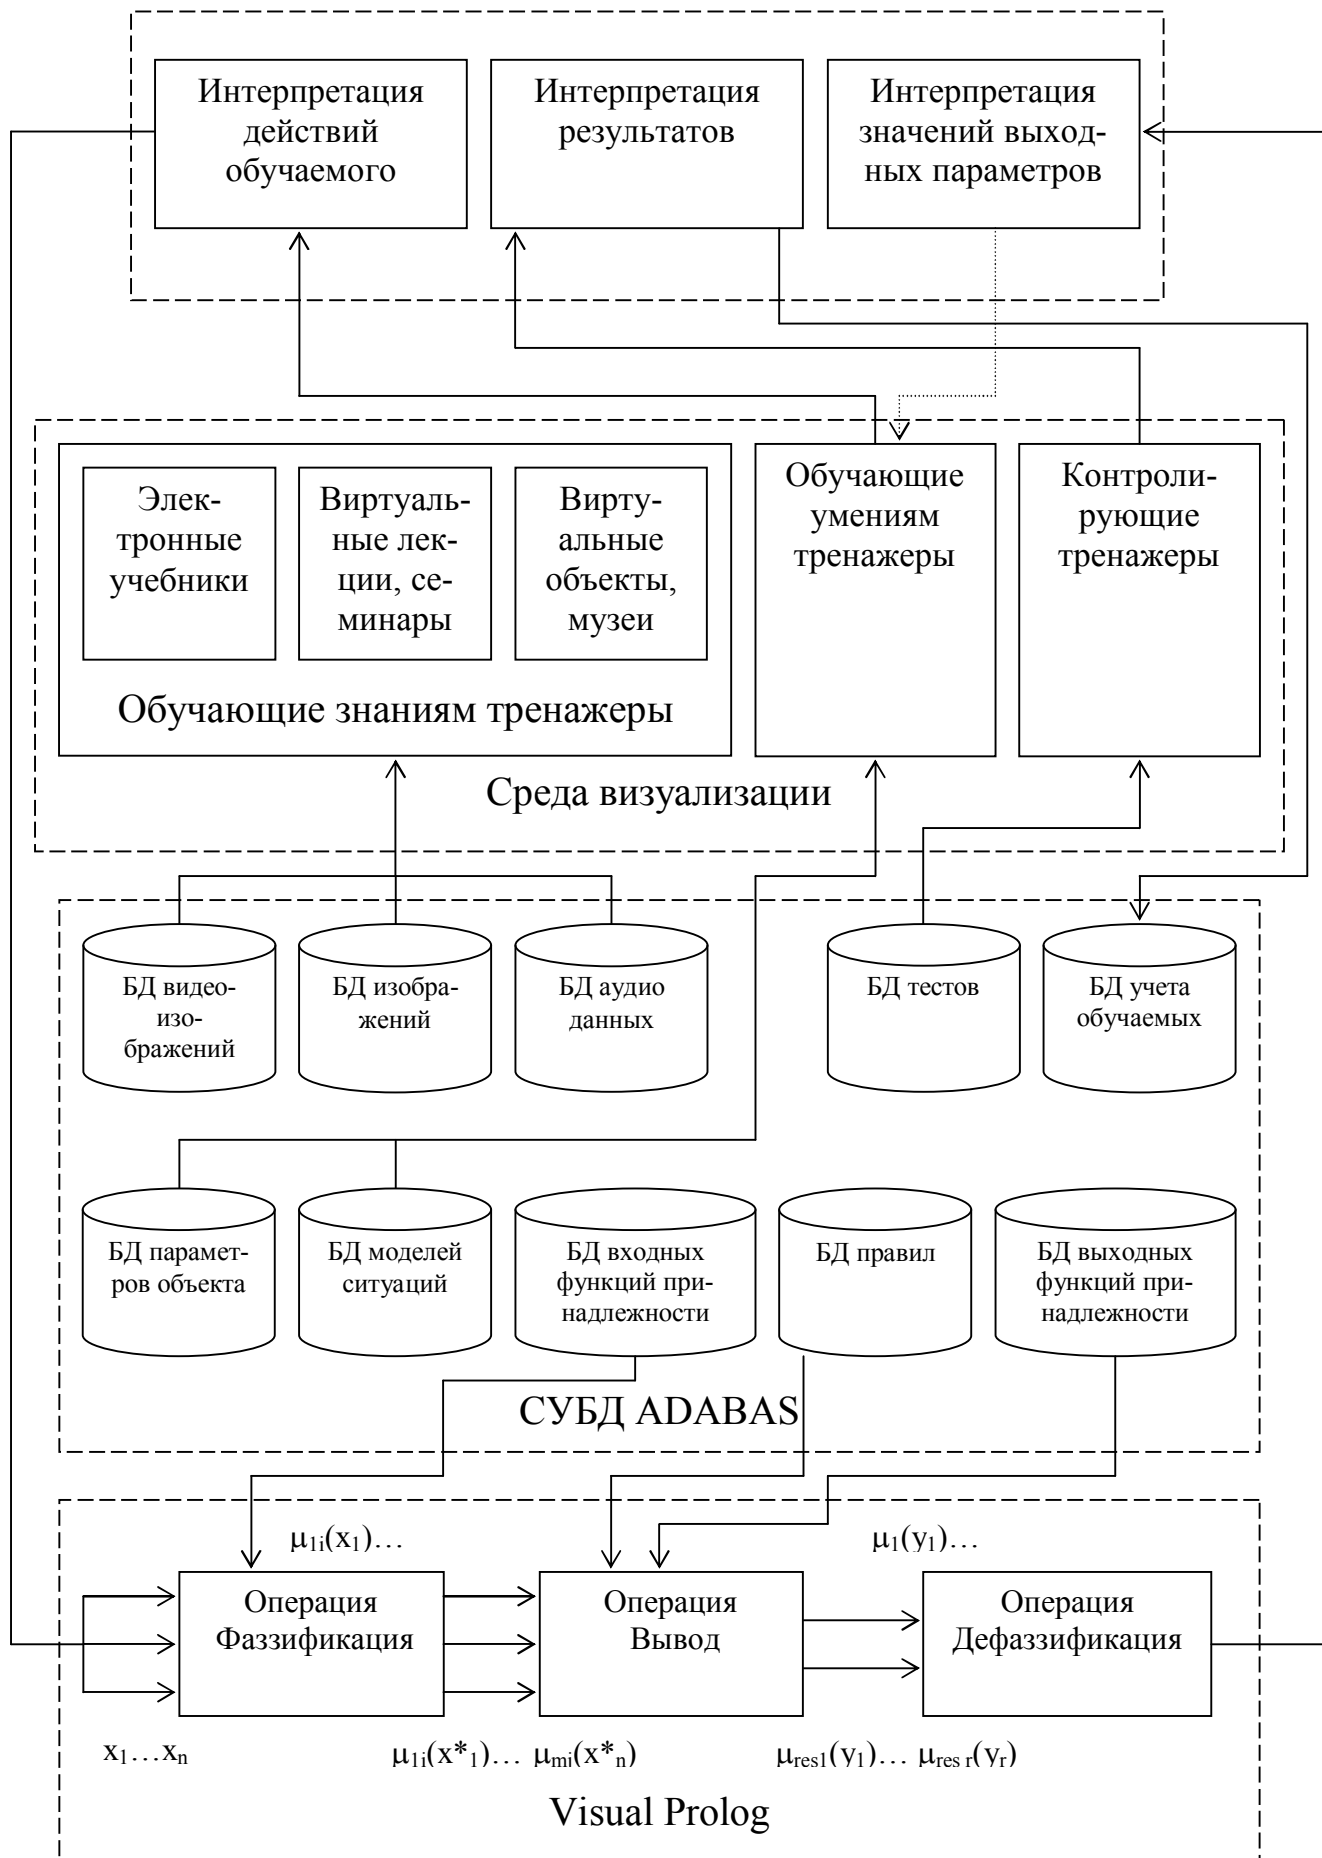 Интерпретация
действий
обучаемого
Интерпретация
результатов
Интерпретация
значений выход-
ных параметров
Элек-
тронные
учебники
Виртуаль-
ные лек-
ции, се-
минары
Вирту-
альные
объекты,
музеи
Обучающие знаниям тренажеры
Обучающие
умениям
тренажеры
Контроли-
рующие
тренажеры
Среда визуализации
БД видео-
изо-
бражений
БД изобра-
жений
БД аудио
данных
БД тестов
БД учета
обучаемых
БД парамет-
ров объекта
БД моделей
ситуаций
БД входных
функций при-
надлежности
БД правил
БД выходных
функций при-
надлежности
СУБД ADABAS
μ1i(x1)…
μ1(y1)…
Операция
Фаззификация
Операция
Вывод
Операция
Дефаззификация
x1…xn
μ1i(x*1)… μmi(x*n)
μres1(y1)… μres r(yr)
Visual Prolog